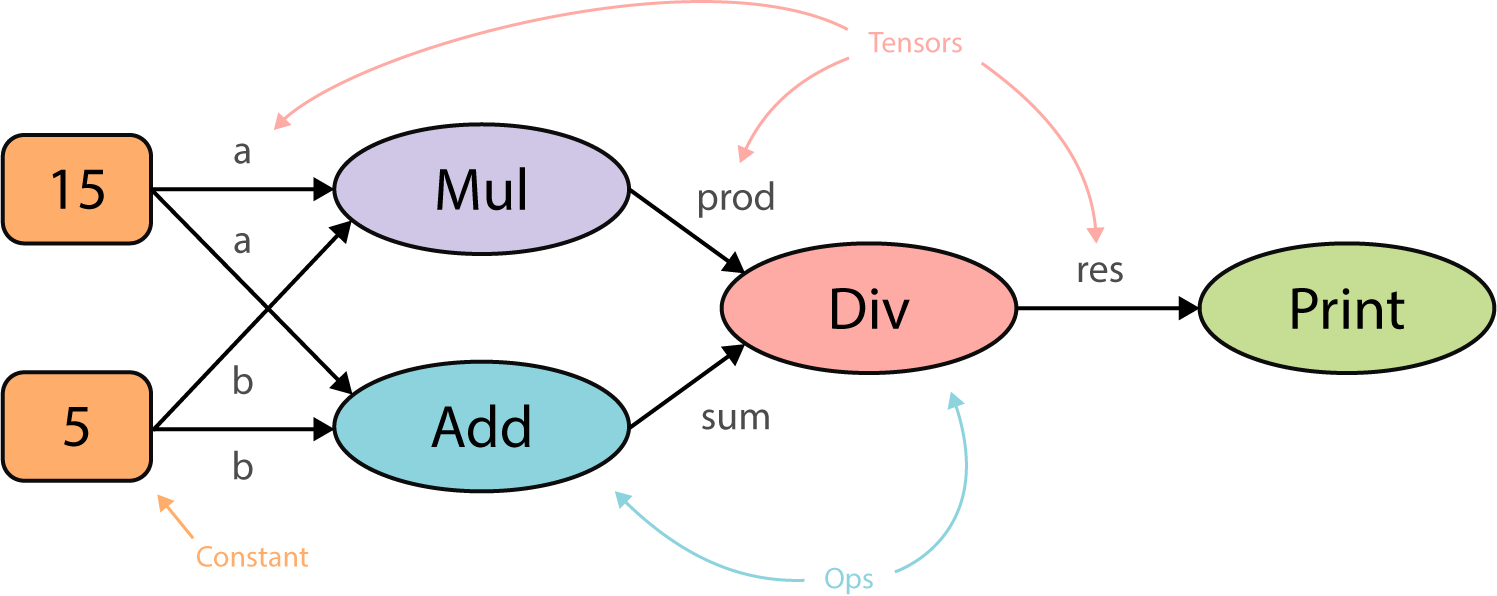 Tensors
a
15
Mul
prod
a
res
Div
Print
b
5
Add
sum
b
Constant
Ops